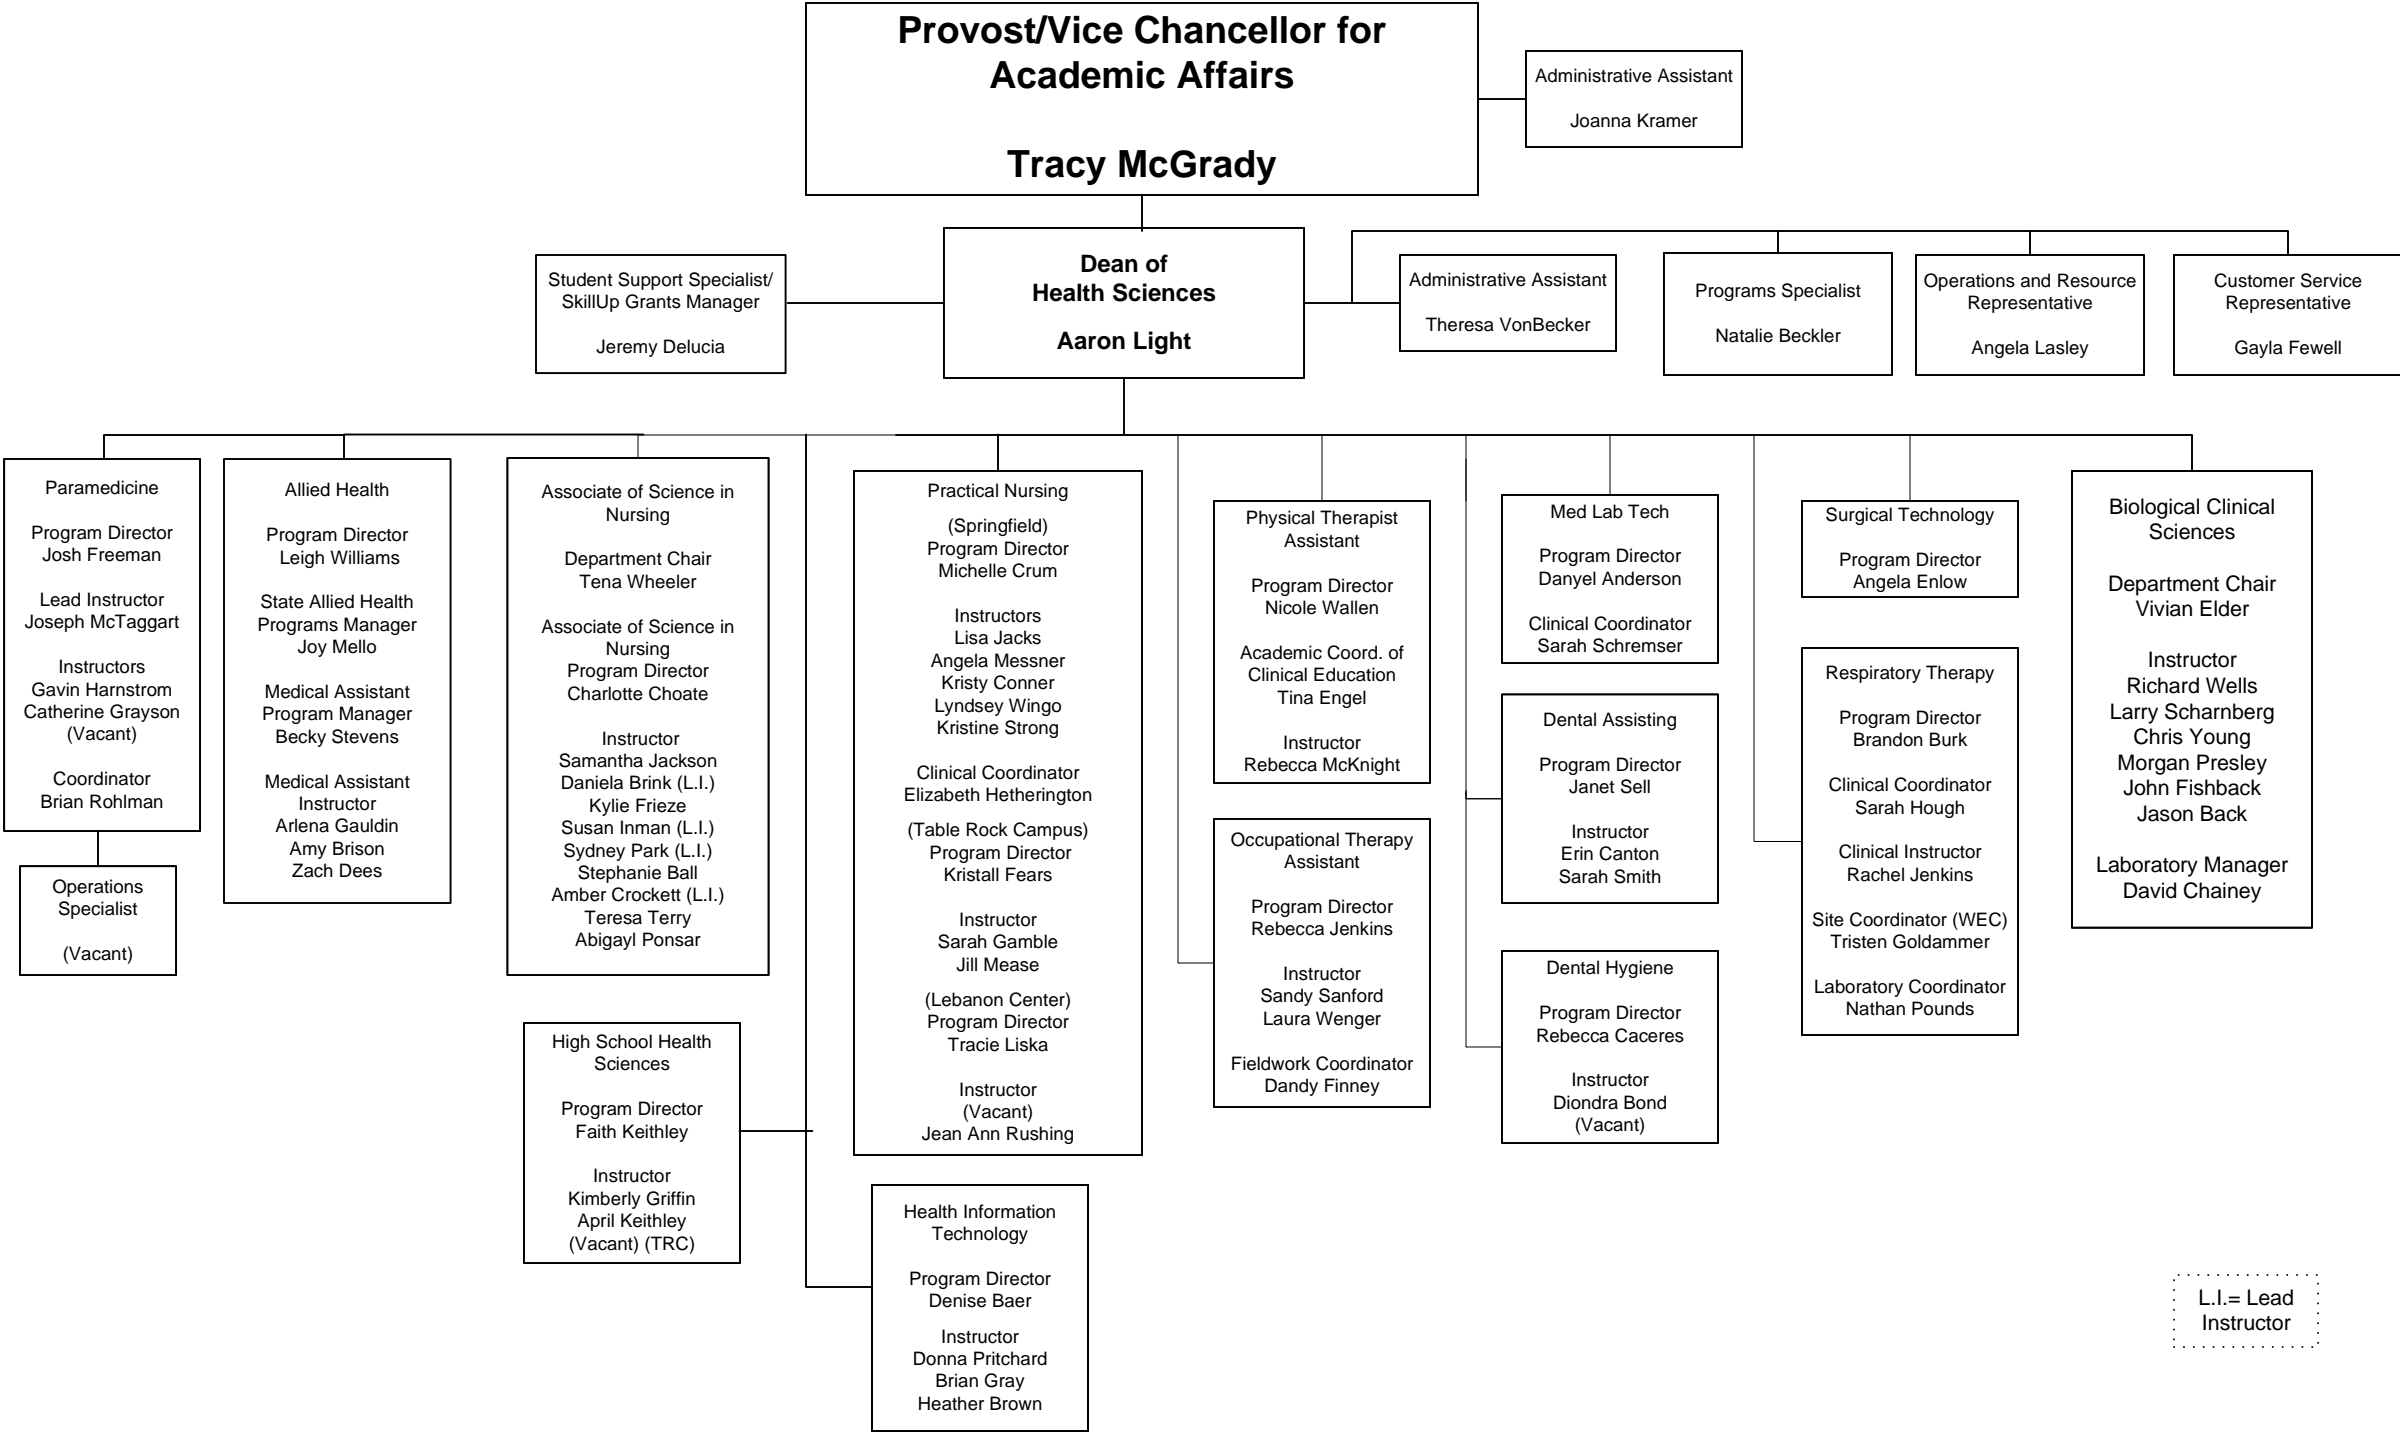 Provost/Vice Chancellor for
Academic Affairs
Tracy McGrady
Administrative Assistant
Joanna Kramer
Student Support Specialist/
SkillUp Grants Manager
Jeremy Delucia
Dean of
Health Sciences
Aaron Light
Administrative Assistant
Theresa VonBecker
Programs Specialist
Natalie Beckler
Operations and Resource
Representative
Angela Lasley
Customer Service
Representative
Gayla Fewell
Paramedicine
Program Director
Josh Freeman
Lead Instructor
Joseph McTaggart
Instructors
Gavin Harnstrom
Catherine Grayson
(Vacant)
Coordinator
Brian Rohlman
Operations
Specialist
(Vacant)
Allied Health
Program Director
Leigh Williams
State Allied Health
Programs Manager
Joy Mello
Medical Assistant
Program Manager
Becky Stevens
Medical Assistant
Instructor
Arlena Gauldin
Amy Brison
Zach Dees
Associate of Science in
Nursing
Department Chair
Tena Wheeler
Associate of Science in
Nursing
Program Director
Charlotte Choate
Instructor
Samantha Jackson
Daniela Brink (L.I.)
Kylie Frieze
Susan Inman (L.I.)
Sydney Park (L.I.)
Stephanie Ball
Amber Crockett (L.I.)
Teresa Terry
Abigayl Ponsar
High School Health
Sciences
Program Director
Faith Keithley
Instructor
Kimberly Griffin
April Keithley
(Vacant) (TRC)
Practical Nursing
(Springfield)
Program Director
Michelle Crum
Instructors
Lisa Jacks
Angela Messner
Kristy Conner
Lyndsey Wingo
Kristine Strong
Clinical Coordinator
Elizabeth Hetherington
(Table Rock Campus)
Program Director
Kristall Fears
Instructor
Sarah Gamble
Jill Mease
(Lebanon Center)
Program Director
Tracie Liska
Instructor
(Vacant)
Jean Ann Rushing
Health Information
Technology
Program Director
Denise Baer
Instructor
Donna Pritchard
Brian Gray
Heather Brown
Physical Therapist
Assistant
Program Director
Nicole Wallen
Academic Coord. of
Clinical Education
Tina Engel
Instructor
Rebecca McKnight
Occupational Therapy
Assistant
Program Director
Rebecca Jenkins
Instructor
Sandy Sanford
Laura Wenger
Fieldwork Coordinator
Dandy Finney
Med Lab Tech
Program Director
Danyel Anderson
Clinical Coordinator
Sarah Schremser
Dental Assisting
Program Director
Janet Sell
Instructor
Erin Canton
Sarah Smith
Dental Hygiene
Program Director
Rebecca Caceres
Instructor
Diondra Bond
(Vacant)
Surgical Technology
Program Director
Angela Enlow
Respiratory Therapy
Program Director
Brandon Burk
Clinical Coordinator
Sarah Hough
Clinical Instructor
Rachel Jenkins
Site Coordinator (WEC)
Tristen Goldammer
Laboratory Coordinator
Nathan Pounds
Biological Clinical
Sciences
Department Chair
Vivian Elder
Instructor
Richard Wells
Larry Scharnberg
Chris Young
Morgan Presley
John Fishback
Jason Back
Laboratory Manager
David Chainey
L.I.= Lead
Instructor